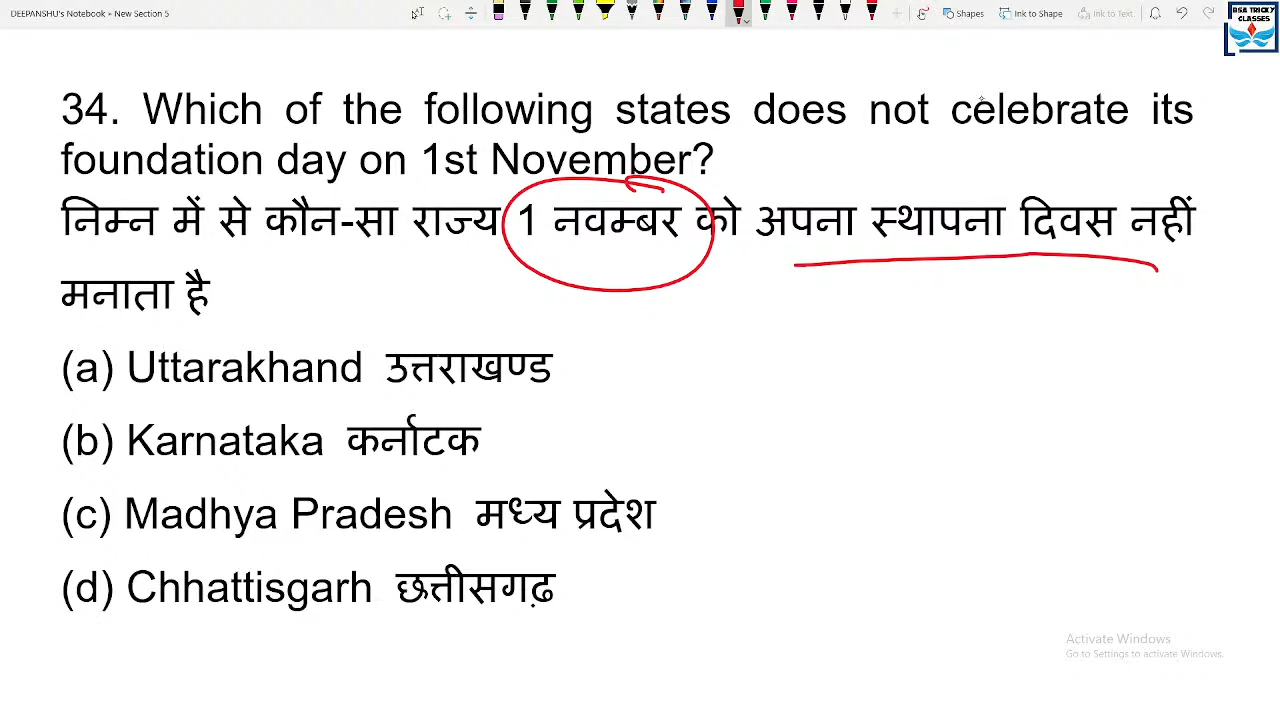 DEEPANSHU's Notebook » New Section 5
Shapes Ink to Shape Ink to Text
BSA TRICKY
CLASSES
34. Which of the following states does not celebrate its
foundation day on 1st November?
निम्न में से कौन-सा राज्य 1 नवम्बर को अपना स्थापना दिवस नहीं
मनाता है
(a) Uttarakhand उत्तराखण्ड
(b) Karnataka कर्नाटक
(c) Madhya Pradesh मध्य प्रदेश
(d) Chhattisgarh छत्तीसगढ़
Activate Windows
Go to Settings to activate Windows.